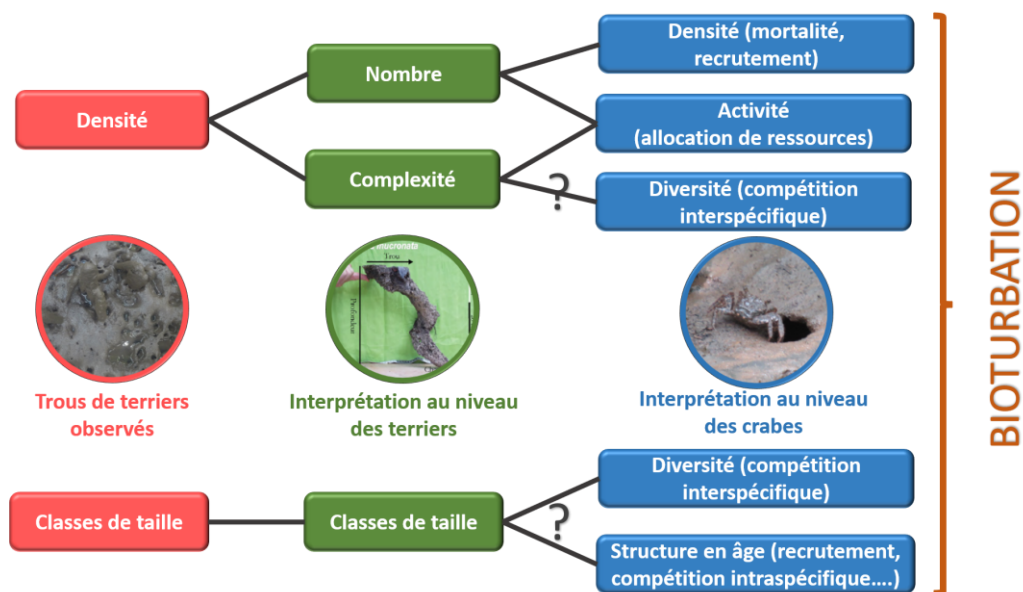 Densité
Nombre
Complexité
Densité (mortalité,
recrutement)
Activité
(allocation de ressources)
?
Diversité (compétition
interspécifique)
mucronata
Trou
Profondeur
Trous de terriers
observés
Interprétation au niveau
des terriers
Interprétation au niveau
des crabes
Classes de taille
Classes de taille
?
Diversité (compétition
interspécifique)
Structure en âge (recrutement,
compétition intraspécifique....)
BIOTURBATION